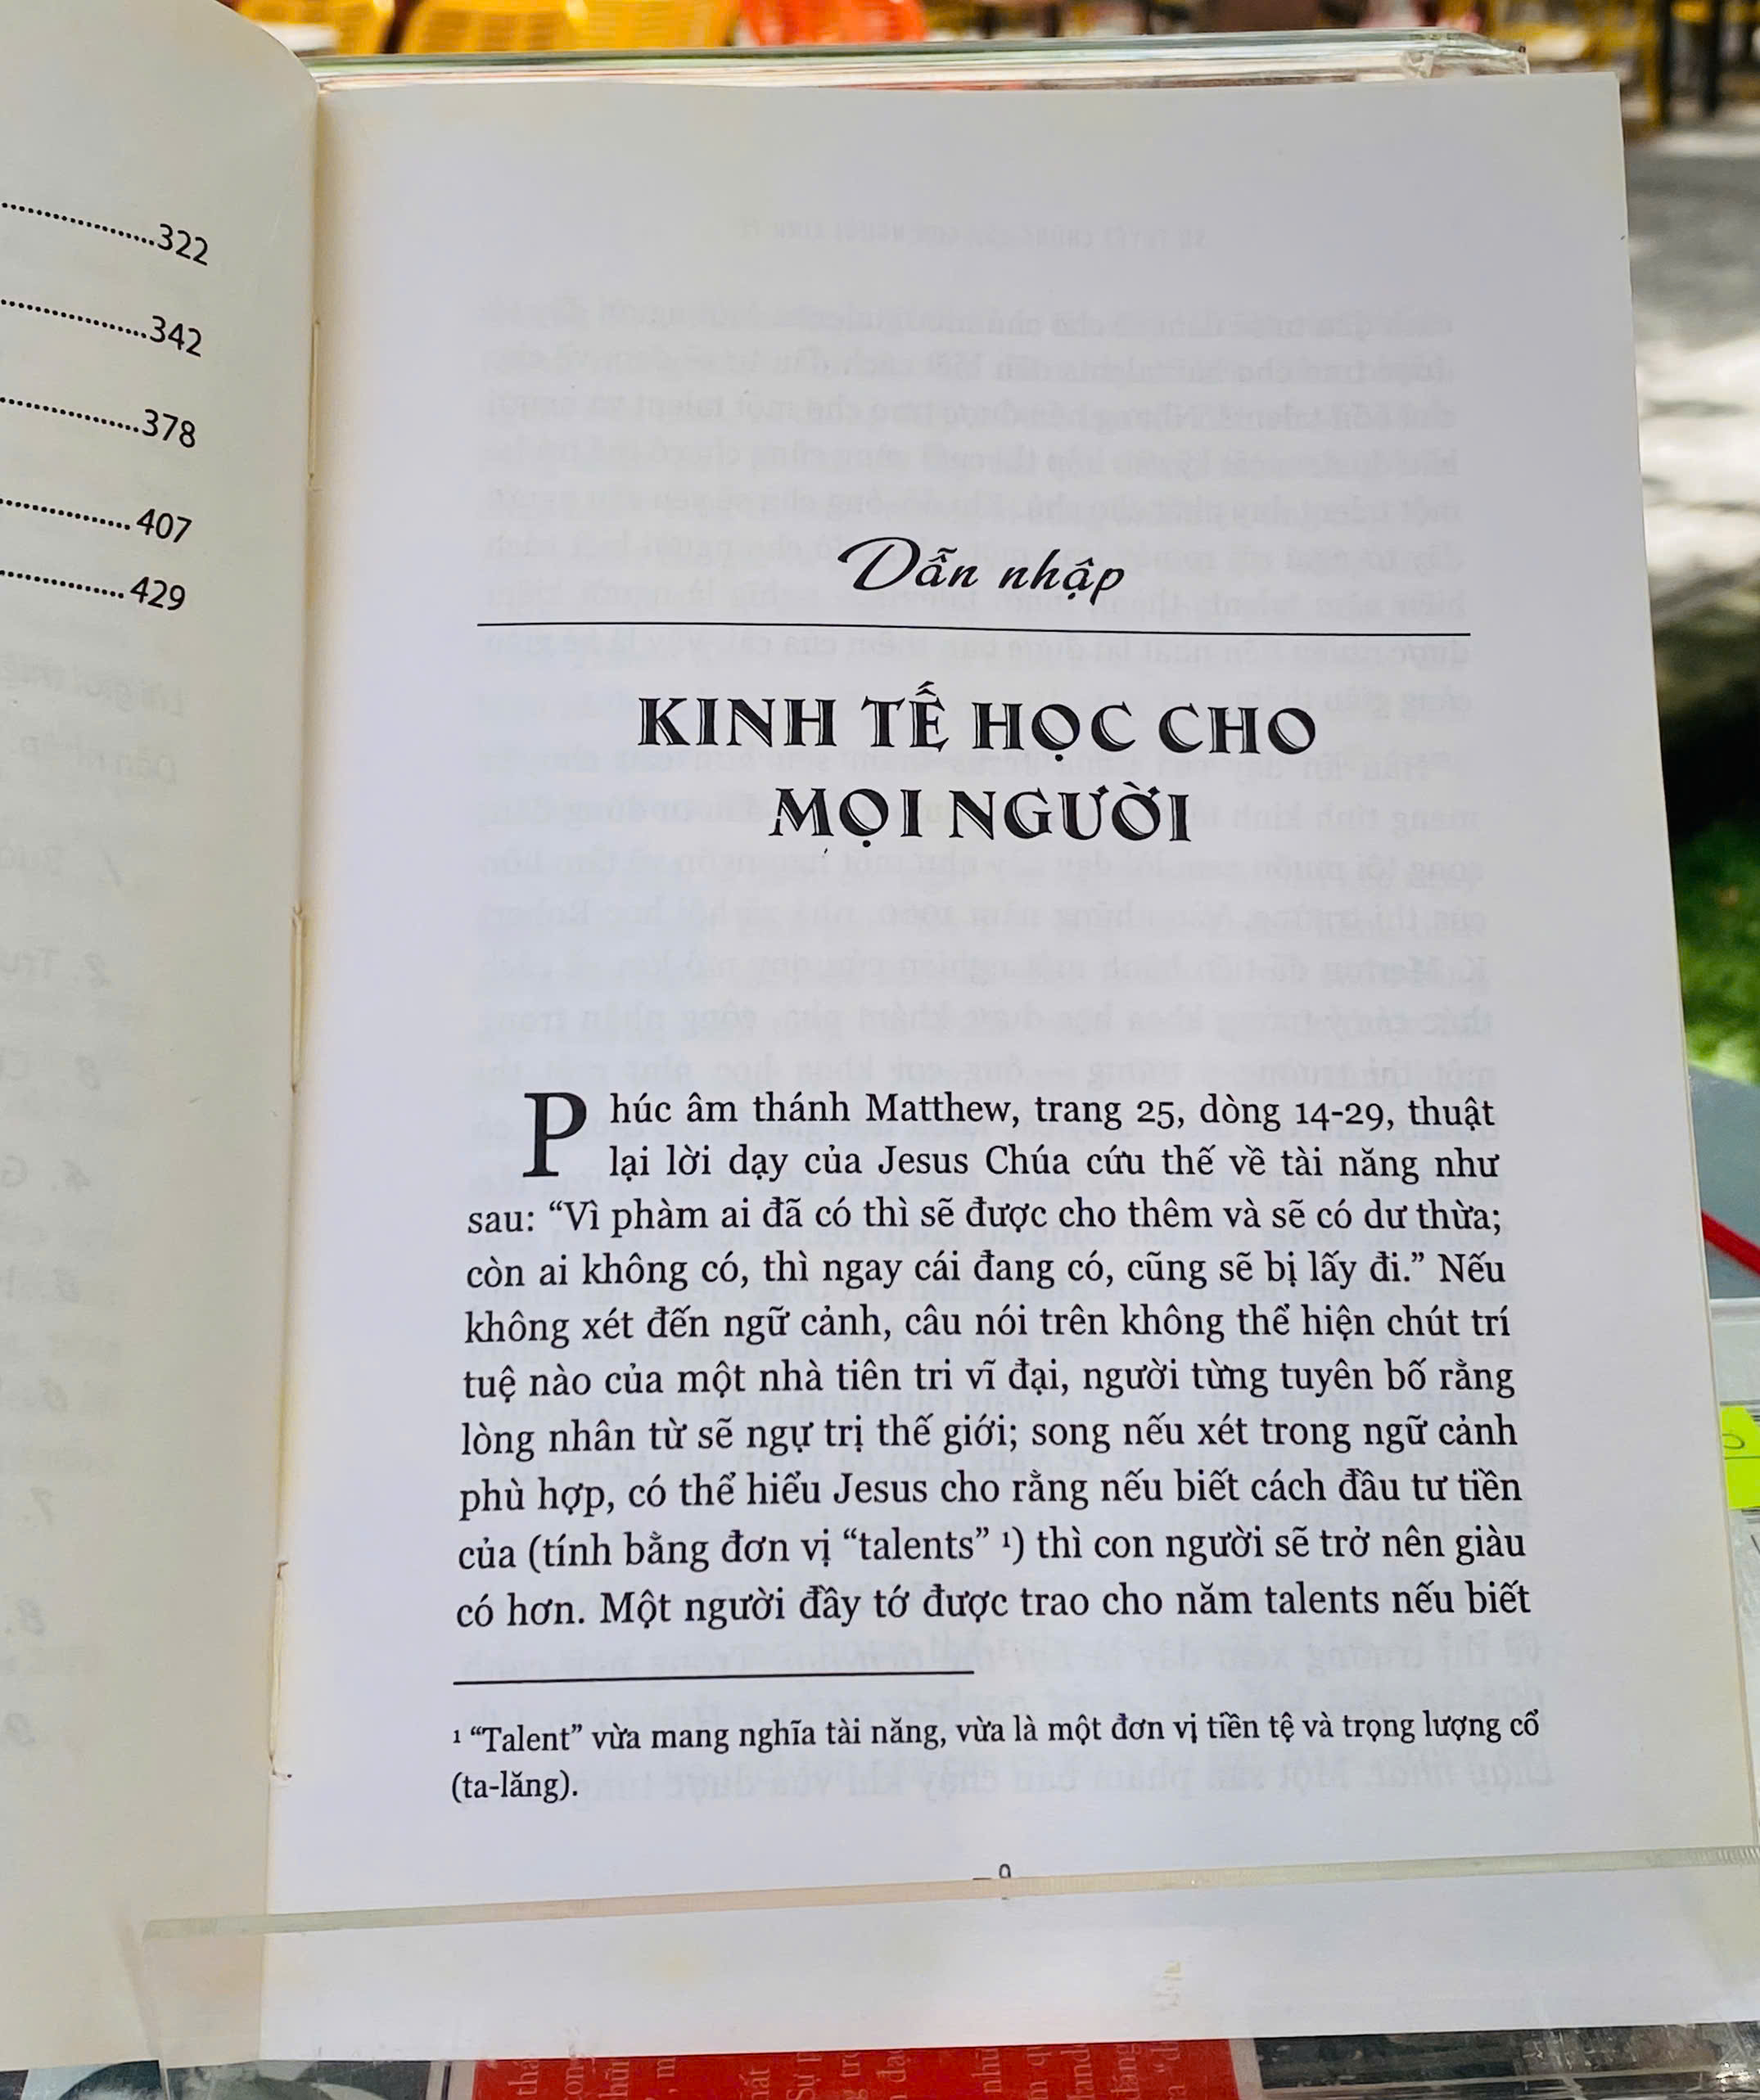 322
342
378
407
429
Dẫn nhập
KINH TẾ HỌC CHO
MỌI NGƯỜI
Phúc âm thánh Matthew, trang 25, dòng 14-29, thuật
lại lời dạy của Jesus Chúa cứu thế về tài năng như
sau: “Vì phàm ai đã có thì sẽ được cho thêm và sẽ có dư thừa;
còn ai không có, thì ngay cái đang có, cũng sẽ bị lấy đi.” Nếu
không xét đến ngữ cảnh, câu nói trên không thể hiện chút trí
tuệ nào của một nhà tiên tri vĩ đại, người từng tuyên bố rằng
lòng nhân từ sẽ ngự trị thế giới; song nếu xét trong ngữ cảnh
phù hợp, có thể hiểu Jesus cho rằng nếu biết cách đầu tư tiền
của (tính bằng đơn vị “talents” ¹) thì con người sẽ trở nên giàu
có hơn. Một người đầy tớ được trao cho năm talents nếu biết
¹ “Talent” vừa mang nghĩa tài năng, vừa là một đơn vị tiền tệ và trọng lượng cổ
(ta-lăng).